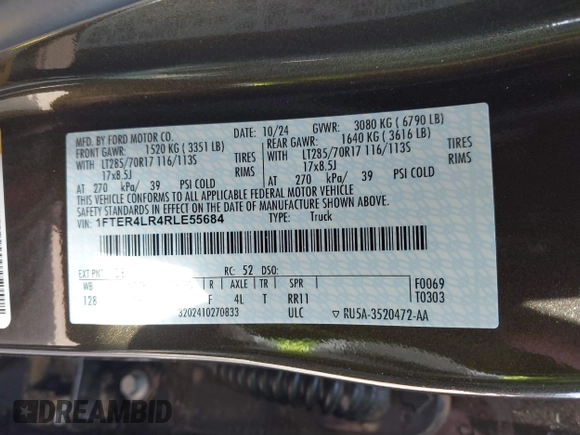 MFD. BY FORD MOTOR CO.
DATE: 10/24 GVWR: 3080 KG ( 6790 LB)
FRONT GAWR: 1520 KG ( 3351 LB)
REAR GAWR: 1640 KG ( 3616 LB)
WITH LT285/70R17 116/113S TIRES
WITH LT285/70R17 116/113S TIRES
17x8.5J RIMS
17x8.5J RIMS
AT 270 kPa/ 39 PSI COLD
AT 270 kPa/ 39 PSI COLD
THIS VEHICLE CONFORMS TO ALL APPLICABLE FEDERAL MOTOR VEHICLE
SAFETY STANDARDS IN EFFECT ON THE DATE OF MANUFACTURE SHOWN ABOVE.
VIN: 1FTER4LR4RLE55684
TYPE: Truck
EXT PNT: RC: 52 DSO:
WB R AXLE TR SPR
128 F 4L T RR11
F0069
T0303
3202410270833 ULC ▽ RU5A-3520472-AA
DREAMBID